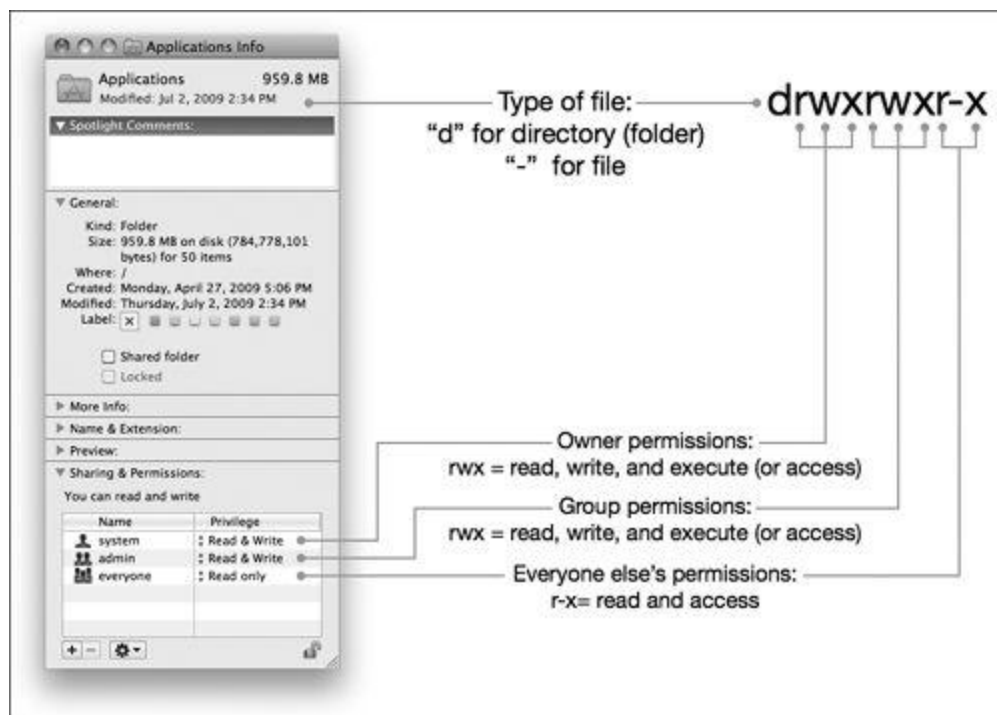 Applications Info
Applications 959.8 MB
Modified: Jul 2, 2009 2:34 PM
Spotlight Comments:
General:
Kind: Folder
Size: 959.8 MB on disk (784,778,101
bytes) for 50 items
Where: /
Created: Monday, April 27, 2009 5:06 PM
Modified: Thursday, July 2, 2009 2:34 PM
Label: x
Shared folder
Locked
More Info:
Name & Extension:
Preview:
Sharing & Permissions:
You can read and write
Name Privilege
system Read & Write
admin Read & Write
everyone Read only
Type of file:
“d” for directory (folder)
“-” for file
drwxrwxr-x
Owner permissions:
rwx = read, write, and execute (or access)
Group permissions:
rwx = read, write, and execute (or access)
Everyone else’s permissions:
r-x= read and access